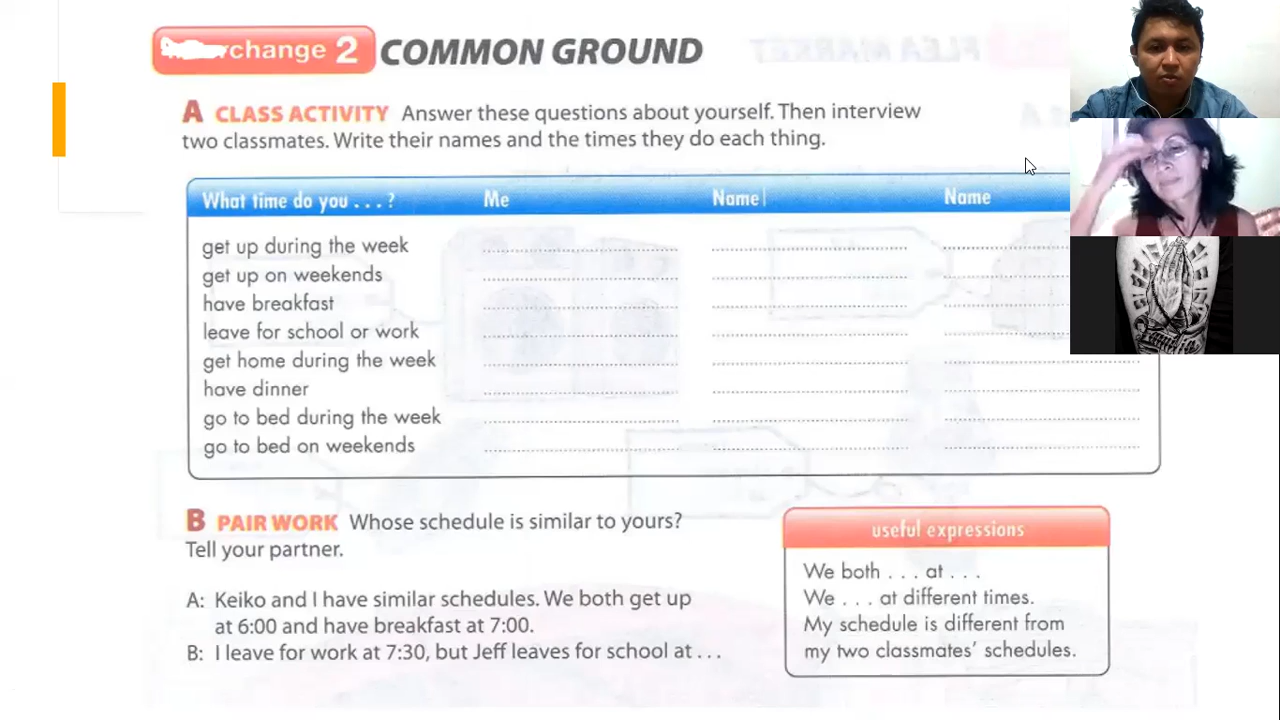 change 2 COMMON GROUND
A CLASS ACTIVITY Answer these questions about yourself. Then interview
two classmates. Write their names and the times they do each thing.
What time do you . . . ? Me Name Name
get up during the week
get up on weekends
have breakfast
leave for school or work
get home during the week
have dinner
go to bed during the week
go to bed on weekends
B PAIR WORK Whose schedule is similar to yours?
Tell your partner.
A: Keiko and I have similar schedules. We both get up
at 6:00 and have breakfast at 7:00.
B: I leave for work at 7:30, but Jeff leaves for school at . . .
useful expressions
We both . . . at . . .
We . . . at different times.
My schedule is different from
my two classmates' schedules.